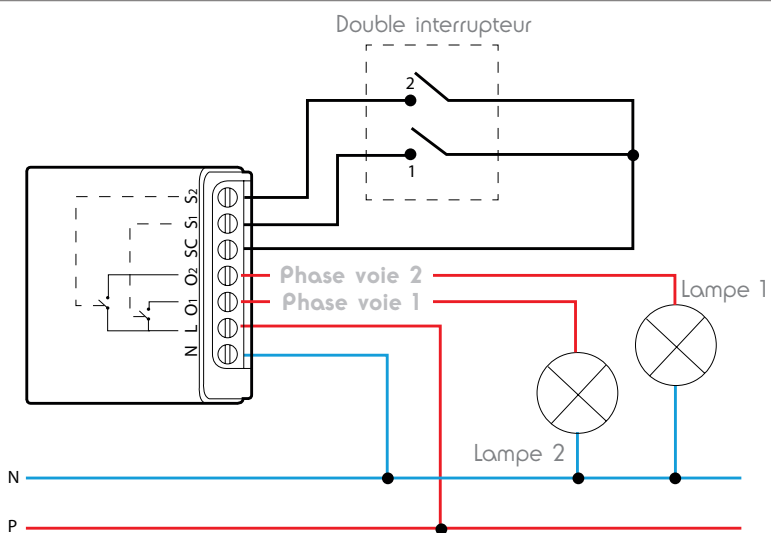 Double interrupteur
2
1
S2
S1
SC
O2
O1
L
N
Phase voie 2
Phase voie 1
Lampe 1
Lampe 2
N
P